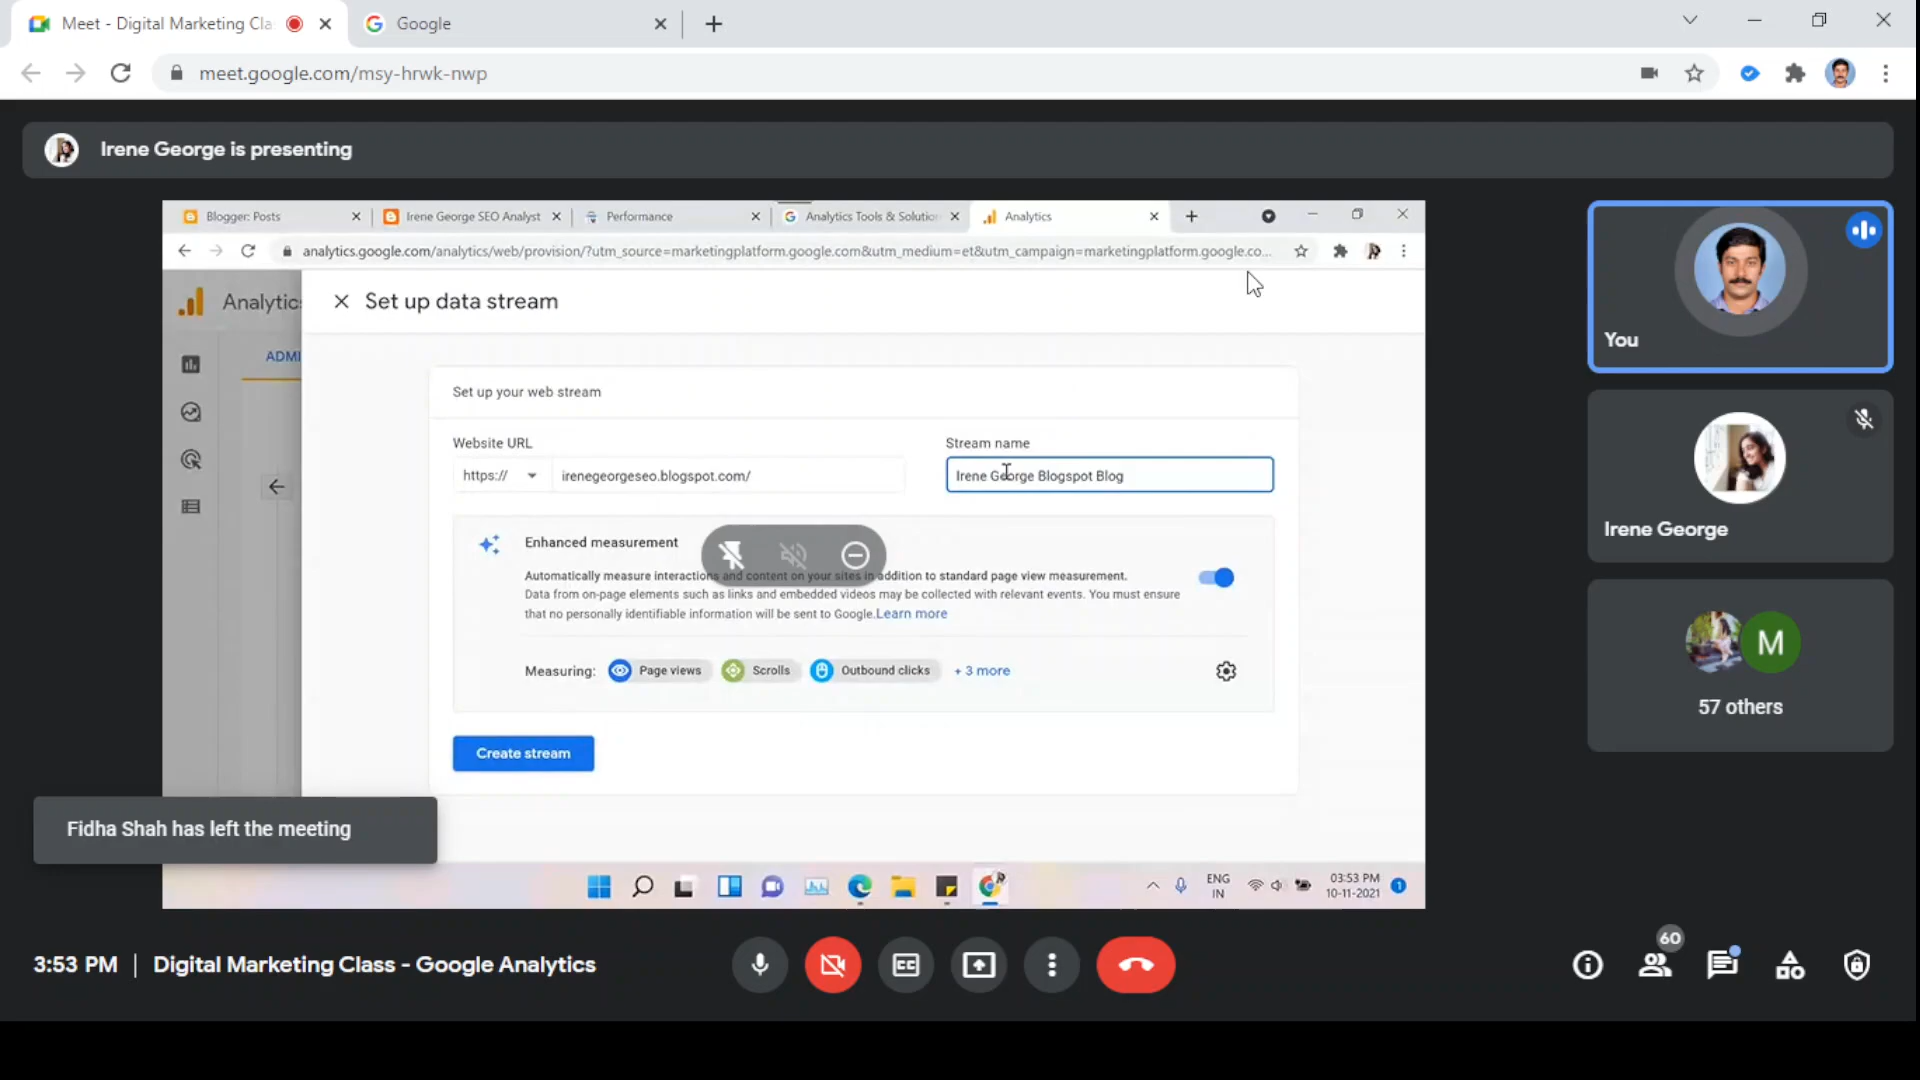 Meet - Digital Marketing Cla
Google
meet.google.com/msy-hrwk-nwp
Irene George is presenting
Blogger: Posts
Irene George SEO Analyst
Performance
Analytics Tools & Solution
Analytics
analytics.google.com/analytics/web/provision/?utm_source=marketingplatform.google.com&utm_medium=et&utm_campaign=marketingplatform.google.co...
Analytics
Set up data stream
ADMI
Set up your web stream
Website URL
Stream name
https://
irenegeorgeseo.blogspot.com/
Irene George Blogspot Blog
Enhanced measurement
Automatically measure interactions and content on your sites in addition to standard page view measurement.
Data from on-page elements such as links and embedded videos may be collected with relevant events. You must ensure
that no personally identifiable information will be sent to Google. Learn more
Measuring:
Page views
Scrolls
Outbound clicks
+ 3 more
Create stream
You
Irene George
M
57 others
Fidha Shah has left the meeting
ENG
IN
03:53 PM
10-11-2021
1
3:53 PM | Digital Marketing Class - Google Analytics
CC
60